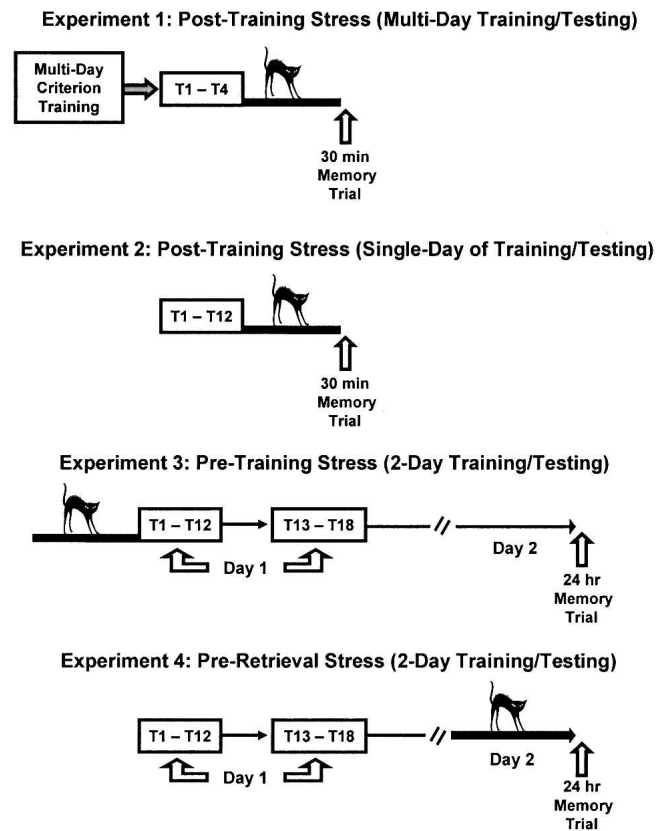 Experiment 1: Post-Training Stress (Multi-Day Training/Testing)
Multi-Day
Criterion
Training
T1 – T4
30 min
Memory
Trial
Experiment 2: Post-Training Stress (Single-Day of Training/Testing)
T1 – T12
30 min
Memory
Trial
Experiment 3: Pre-Training Stress (2-Day Training/Testing)
T1 – T12
T13 – T18
Day 1
Day 2
24 hr
Memory
Trial
Experiment 4: Pre-Retrieval Stress (2-Day Training/Testing)
T1 – T12
T13 – T18
Day 1
Day 2
24 hr
Memory
Trial